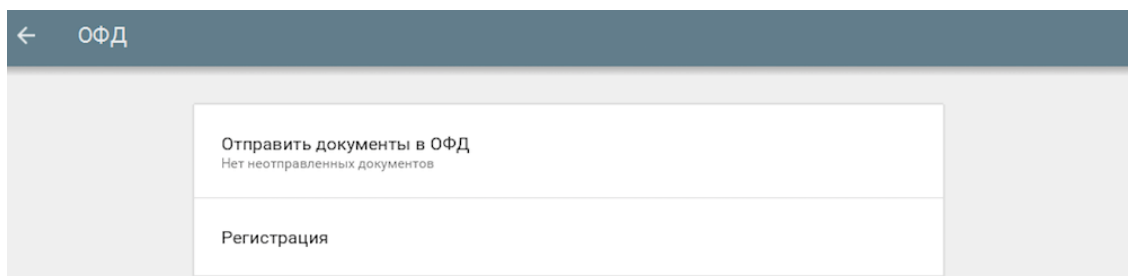 ОФД
Отправить документы в ОФД
Нет неотправленных документов
Регистрация